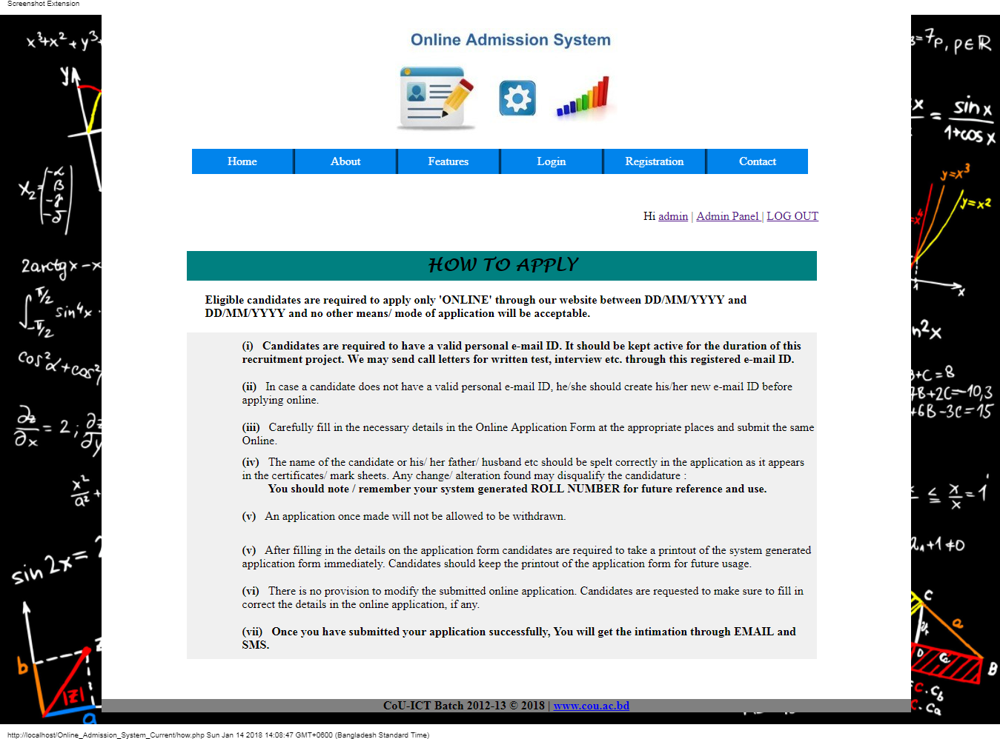 Screenshot Extension
Online Admission System
Home About Features Login Registration Contact
Hi admin | Admin Panel | LOG OUT
HOW TO APPLY
Eligible candidates are required to apply only 'ONLINE' through our website between DD/MM/YYYY and
DD/MM/YYYY and no other means/ mode of application will be acceptable.
(i) Candidates are required to have a valid personal e-mail ID. It should be kept active for the duration of this
recruitment project. We may send call letters for written test, interview etc. through this registered e-mail ID.
(ii) In case a candidate does not have a valid personal e-mail ID, he/she should create his/her new e-mail ID before
applying online.
(iii) Carefully fill in the necessary details in the Online Application Form at the appropriate places and submit the same
Online.
(iv) The name of the candidate or his/ her father/ husband etc should be spelt correctly in the application as it appears
in the certificates/ mark sheets. Any change/ alteration found may disqualify the candidature :
You should note / remember your system generated ROLL NUMBER for future reference and use.
(v) An application once made will not be allowed to be withdrawn.
(v) After filling in the details on the application form candidates are required to take a printout of the system generated
application form immediately. Candidates should keep the printout of the application form for future usage.
(vi) There is no provision to modify the submitted online application. Candidates are requested to make sure to fill in
correct the details in the online application, if any.
(vii) Once you have submitted your application successfully, You will get the intimation through EMAIL and
SMS.
CoU-ICT Batch 2012-13 © 2018 | www.cou.ac.bd
http://localhost/Online_Admission_System_Current/how.php Sun Jan 14 2018 14:08:47 GMT+0600 (Bangladesh Standard Time)